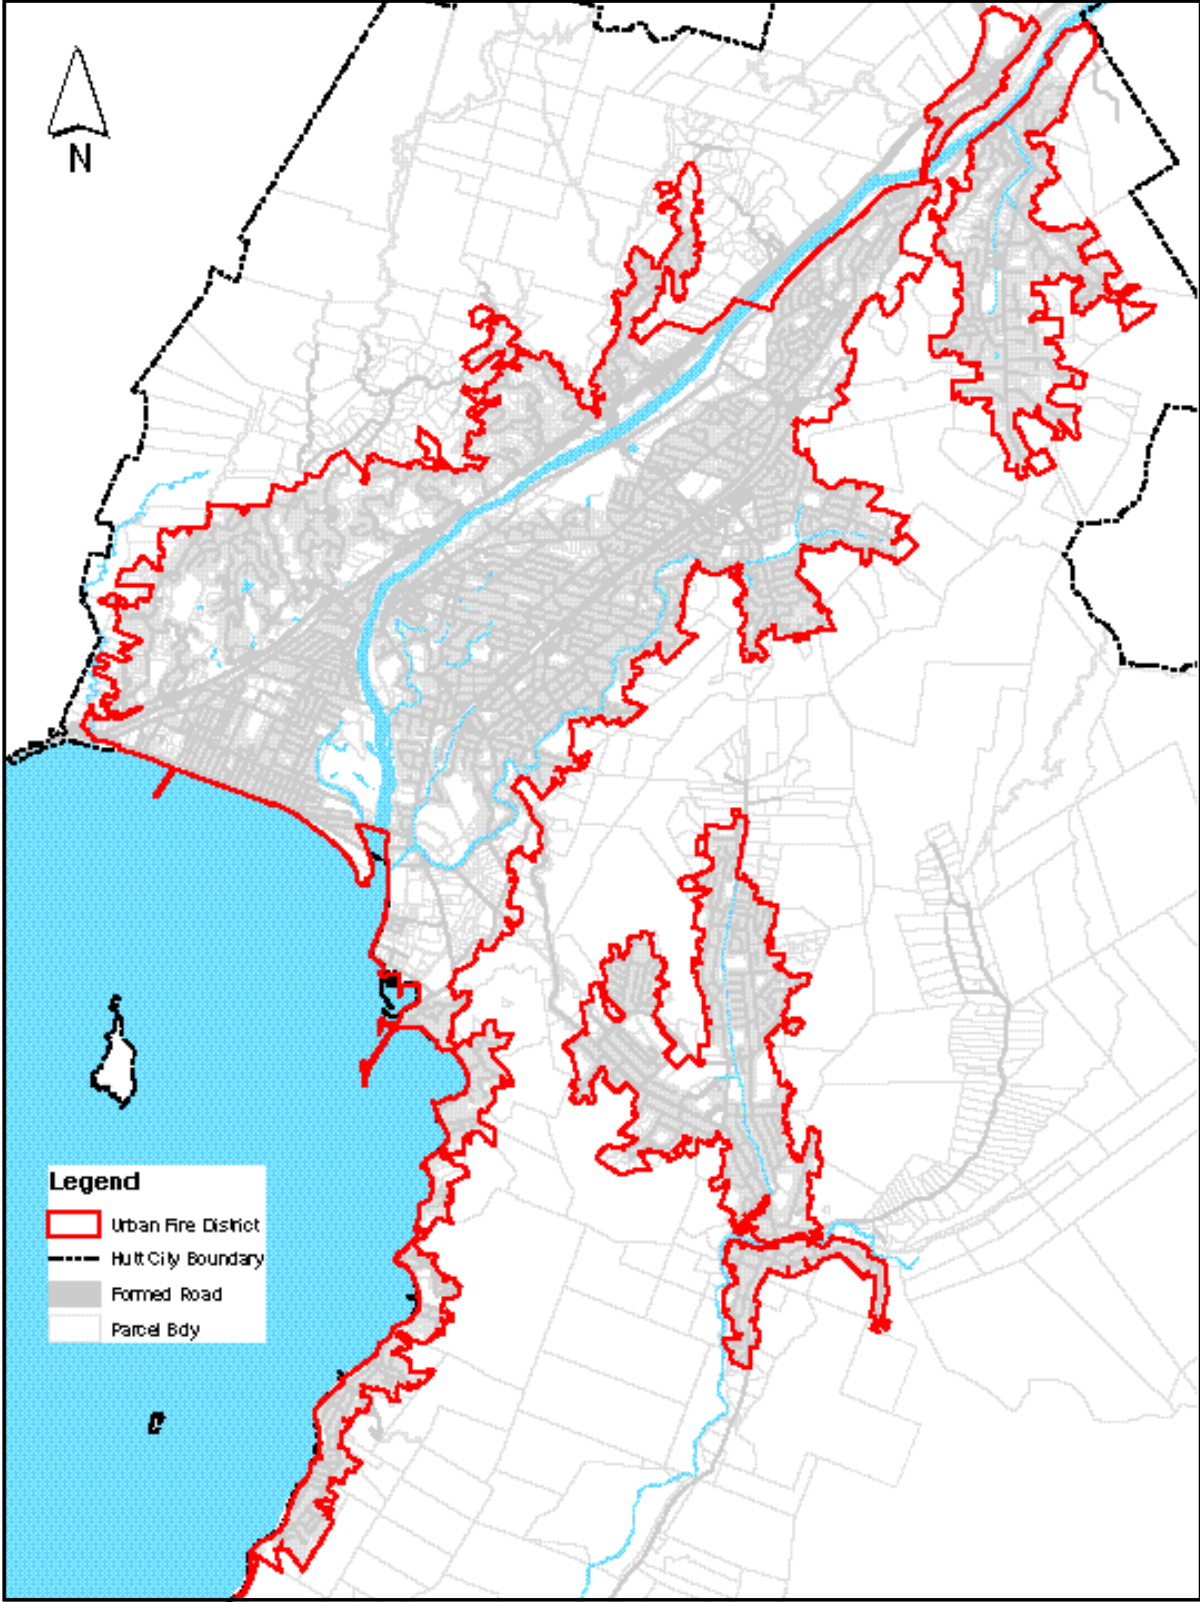 N
Legend
Urban Fire District
Hutt City Boundary
Formed Road
Parcel Bdy